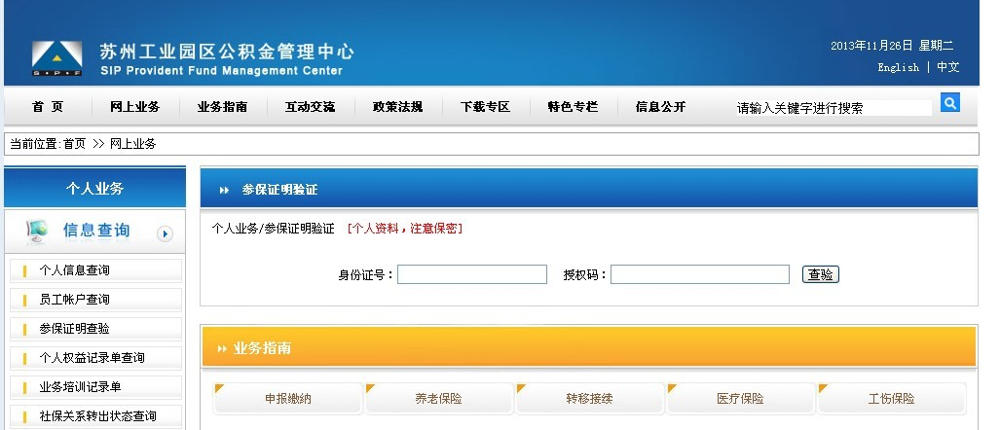 苏州工业园区公积金管理中心
SIP Provident Fund Management Center
S.P.F
2013年11月26日 星期二
English | 中文
首 页 网上业务 业务指南 互动交流 政策法规 下载专区 特色专栏 信息公开 请输入关键字进行搜索
当前位置:首页 >> 网上业务
个人业务
信息查询
个人信息查询
员工帐户查询
参保证明查验
个人权益记录单查询
业务培训记录单
社保关系转出状态查询
参保证明验证
个人业务/参保证明验证 [个人资料，注意保密]
身份证号： 授权码： 查验
业务指南
申报缴纳 养老保险 转移接续 医疗保险 工伤保险